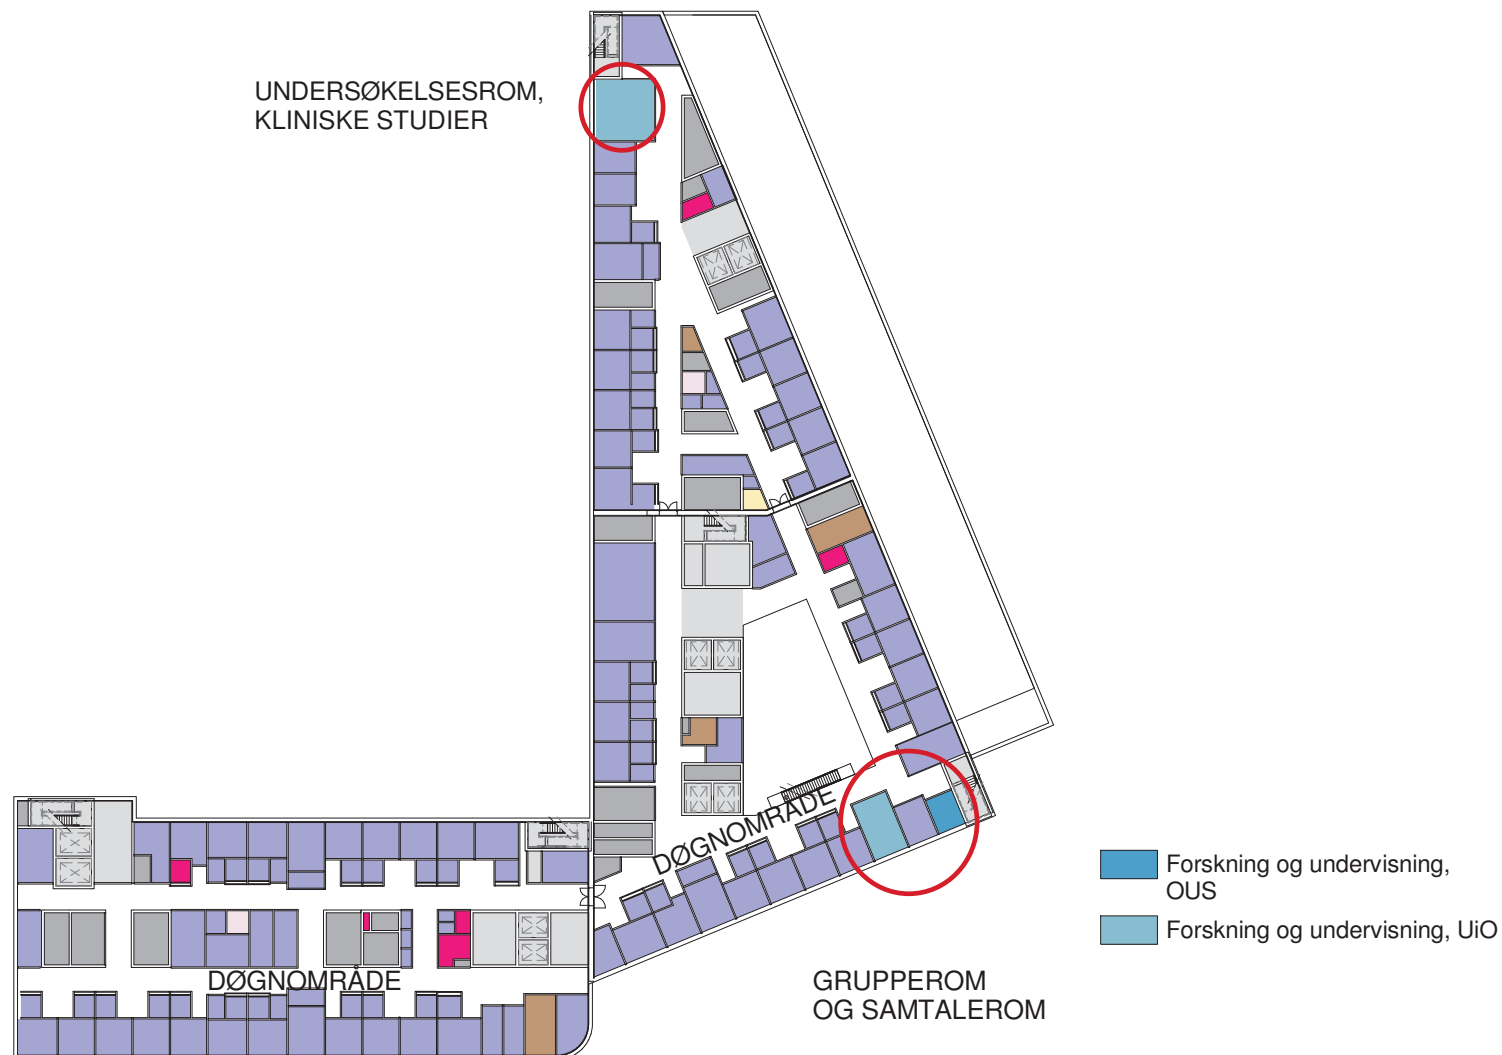 UNDERSØKELSESROM,
KLINISKE STUDIER
DØGNOMRÅDE
Forskning og undervisning,
OUS
Forskning og undervisning, UiO
DØGNOMRÅDE
GRUPPEROM
OG SAMTALEROM